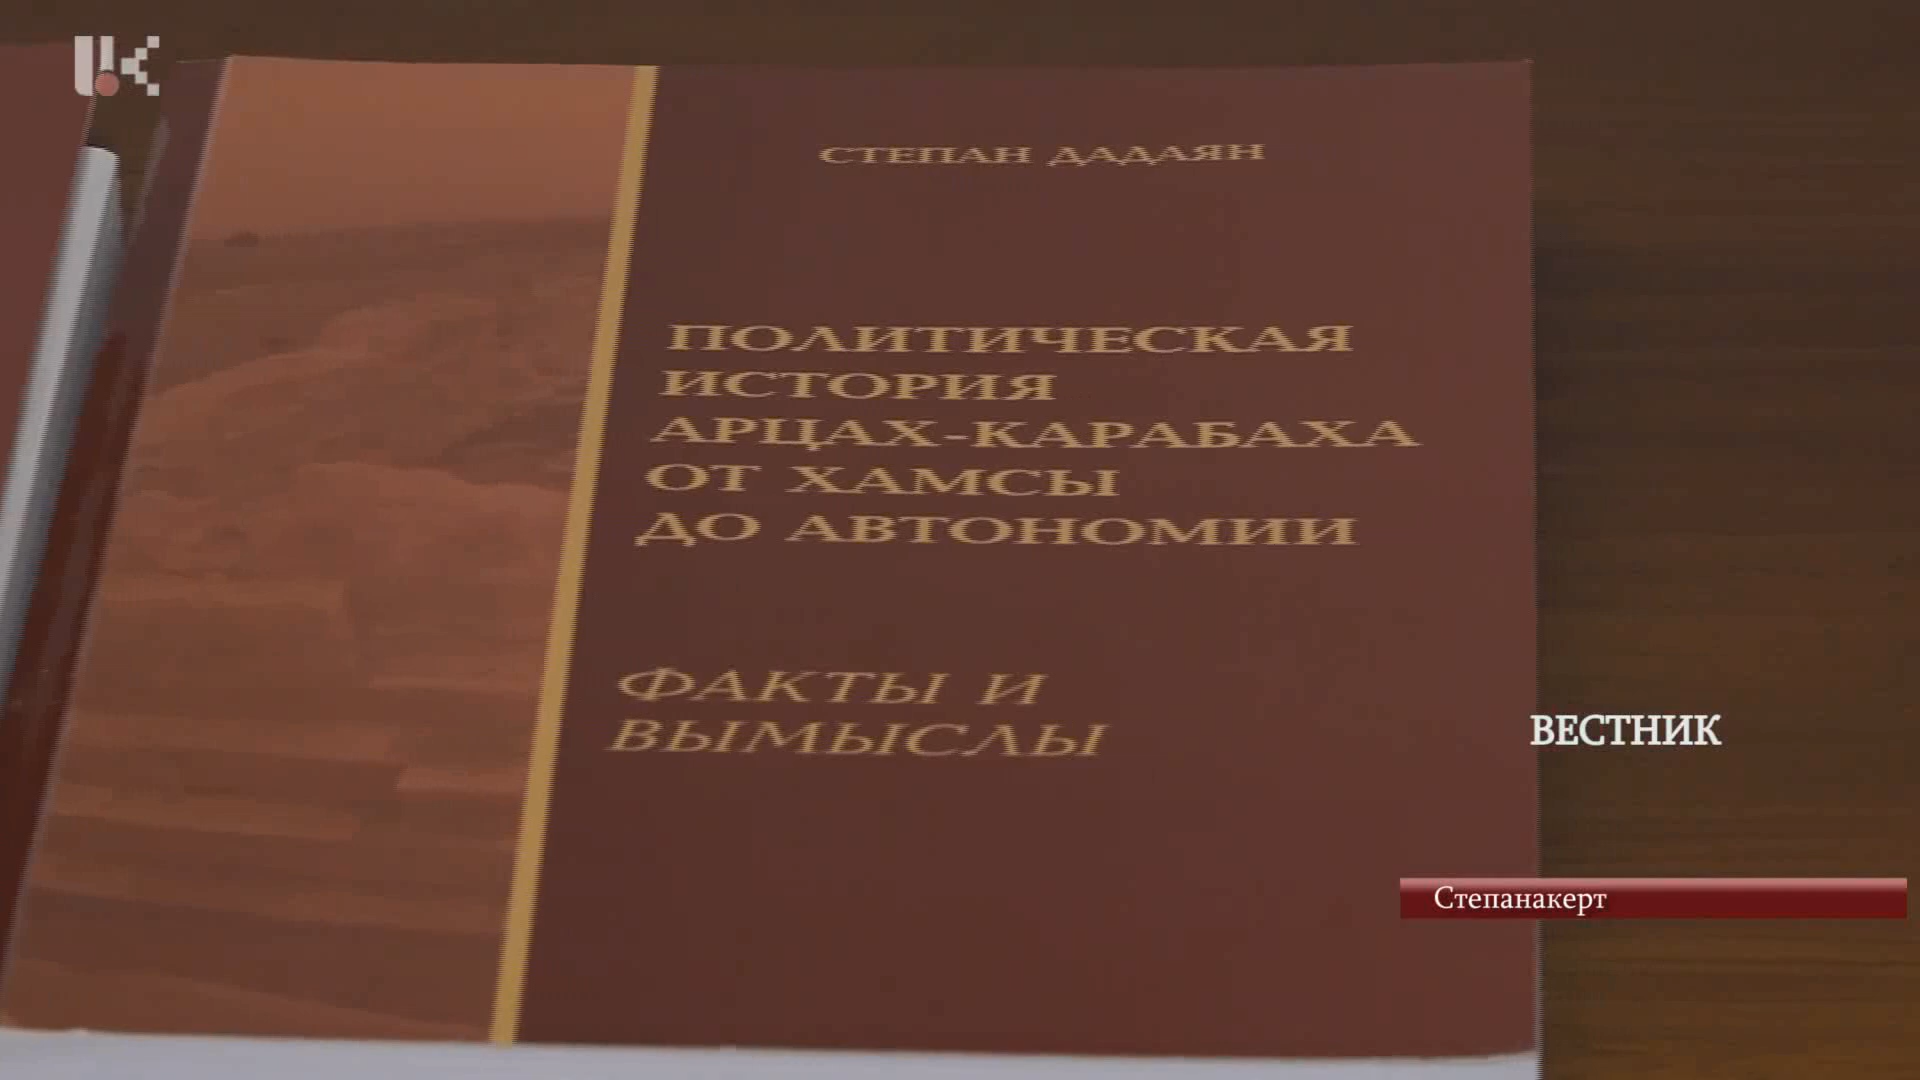 СТЕПАН ДАДАЯН
ПОЛИТИЧЕСКАЯ
ИСТОРИЯ
АРЦАХ-КАРАБАХА
ОТ ХАМСЫ
ДО АВТОНОМИИ
ФАКТЫ И
ВЫМЫСЛЫ
ВЕСТНИК
Степанакерт